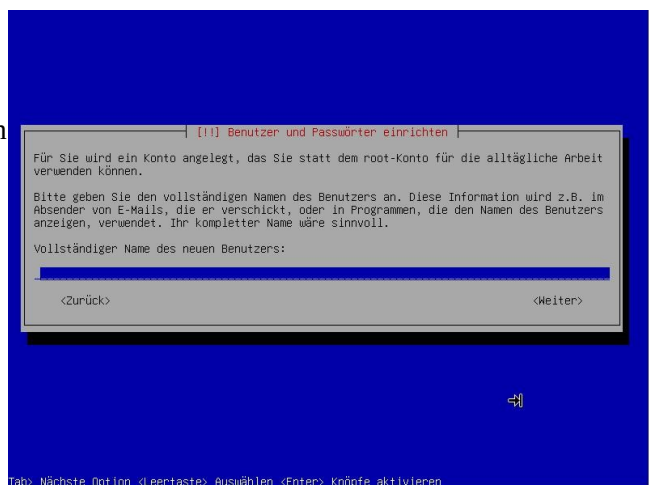 [!!] Benutzer und Passwörter einrichten
Für Sie wird ein Konto angelegt, das Sie statt dem root-Konto für die alltägliche Arbeit
verwenden können.
Bitte geben Sie den vollständigen Namen des Benutzers an. Diese Information wird z.B. im
Absender von E-Mails, die er verschickt, oder in Programmen, die den Namen des Benutzers
anzeigen, verwendet. Ihr kompletter Name wäre sinnvoll.
Vollständiger Name des neuen Benutzers:
<Zurück> <Weiter>
Tab> Nächste Option <Leertaste> Auswählen <Enter> Knöpfe aktivieren